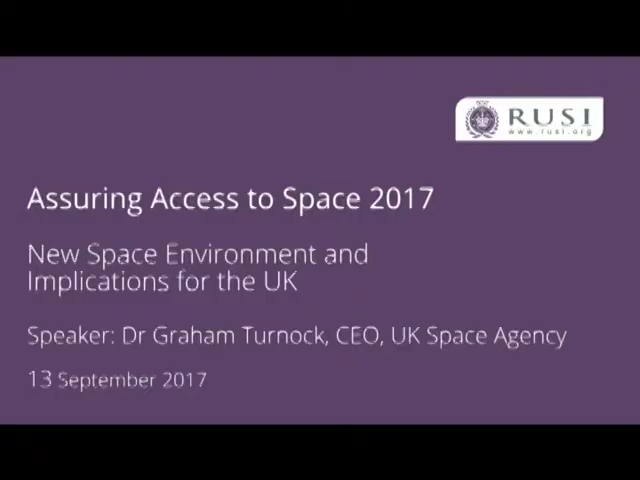 RUSI
www.rusi.org
Assuring Access to Space 2017
New Space Environment and
Implications for the UK
Speaker: Dr Graham Turnock, CEO, UK Space Agency
13 September 2017